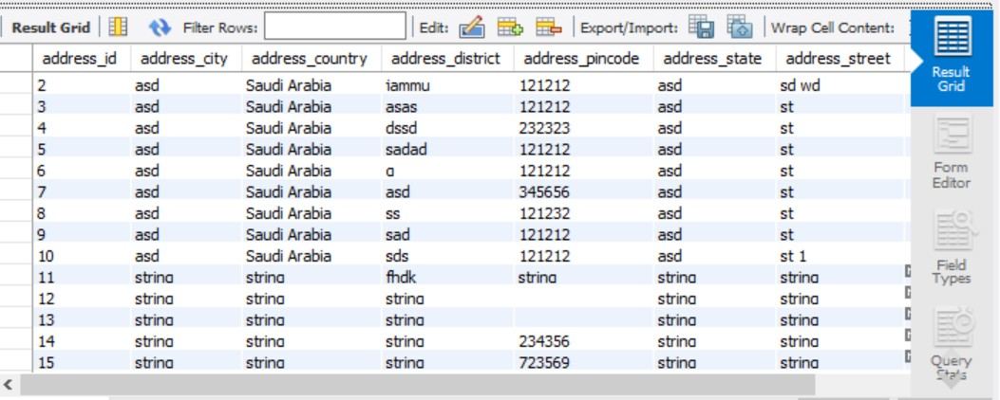 Result Grid Filter Rows: Edit: Export/Import: Wrap Cell Content:
address_id address_city address_country address_district address_pincode address_state address_street
2 asd Saudi Arabia iammu 121212 asd sd wd
3 asd Saudi Arabia asas 121212 asd st
4 asd Saudi Arabia dssd 232323 asd st
5 asd Saudi Arabia sadad 121212 asd st
6 asd Saudi Arabia a 121212 asd st
7 asd Saudi Arabia asd 345656 asd st
8 asd Saudi Arabia ss 121232 asd st
9 asd Saudi Arabia sad 121212 asd st
10 asd Saudi Arabia sds 121212 asd st 1
11 string string fhdk string string string
12 string string string string string
13 string string string string string
14 string string string 234356 string string
15 string string string 723569 string string
Result
Grid
Form
Editor
Field
Types
Query
Stats